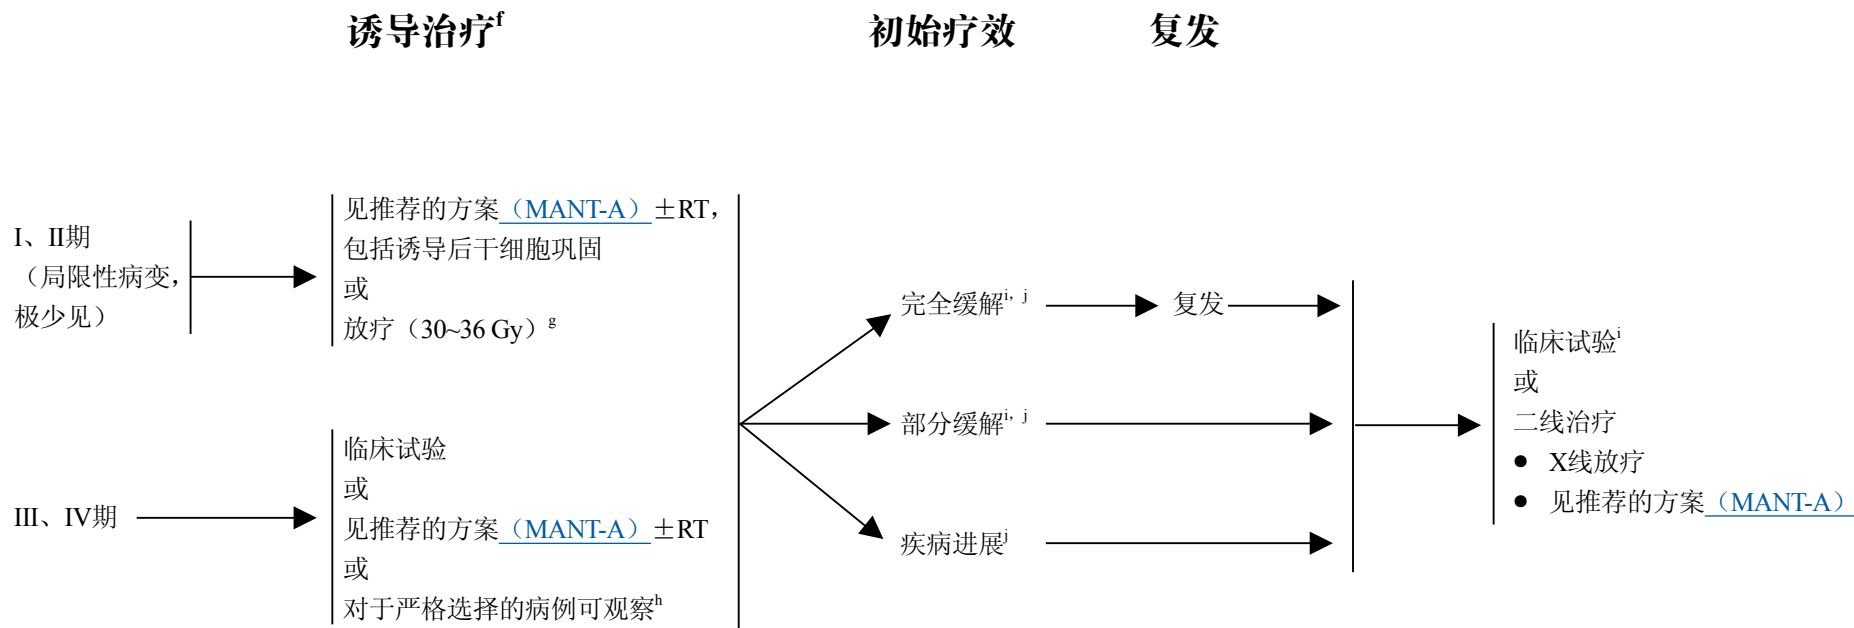 诱导治疗f
初始疗效
复发
I、II期
（局限性病变，
极少见）
见推荐的方案（MANT-A）±RT，
包括诱导后干细胞巩固
或
放疗（30~36 Gy）g
III、IV期
临床试验
或
见推荐的方案（MANT-A）±RT
或
对于严格选择的病例可观察h
完全缓解i, j
复发
部分缓解i, j
疾病进展j
临床试验i
或
二线治疗
● X线放疗
● 见推荐的方案（MANT-A）